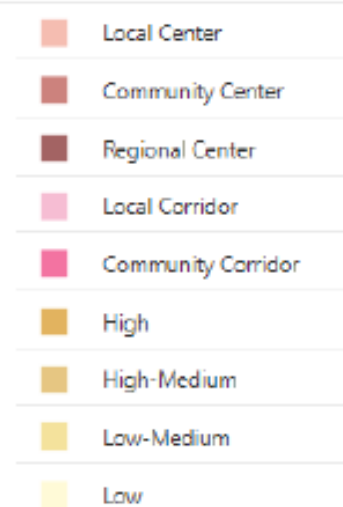 Local Center
Community Center
Regional Center
Local Corridor
Community Corridor
High
High-Medium
Low-Medium
Low